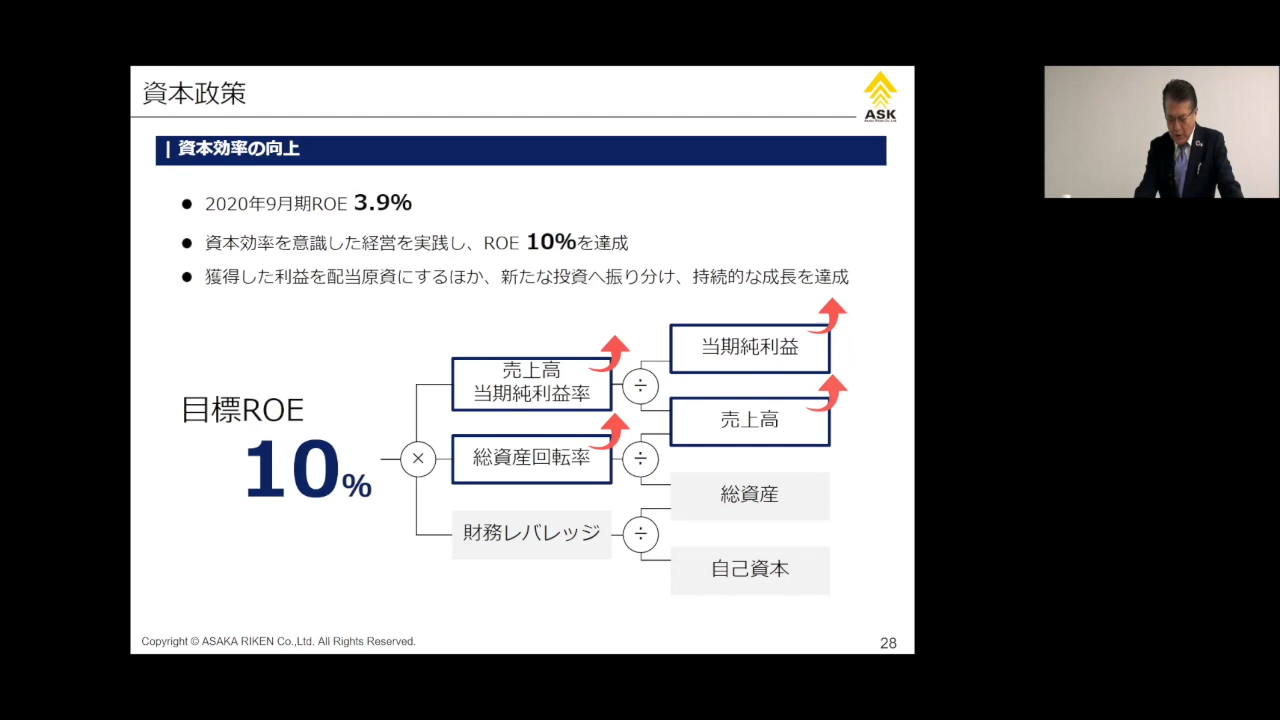 資本政策
ASK
| 資本効率の向上
● 2020年9月期ROE 3.9%
● 資本効率を意識した経営を実践し、ROE 10%を達成
● 獲得した利益を配当原資にするほか、新たな投資へ振り分け、持続的な成長を達成
目標ROE
10%
×
売上高
当期純利益率
総資産回転率
財務レバレッジ
÷
÷
÷
当期純利益
売上高
総資産
自己資本
Copyright © ASAKA RIKEN Co.,Ltd. All Rights Reserved.
28